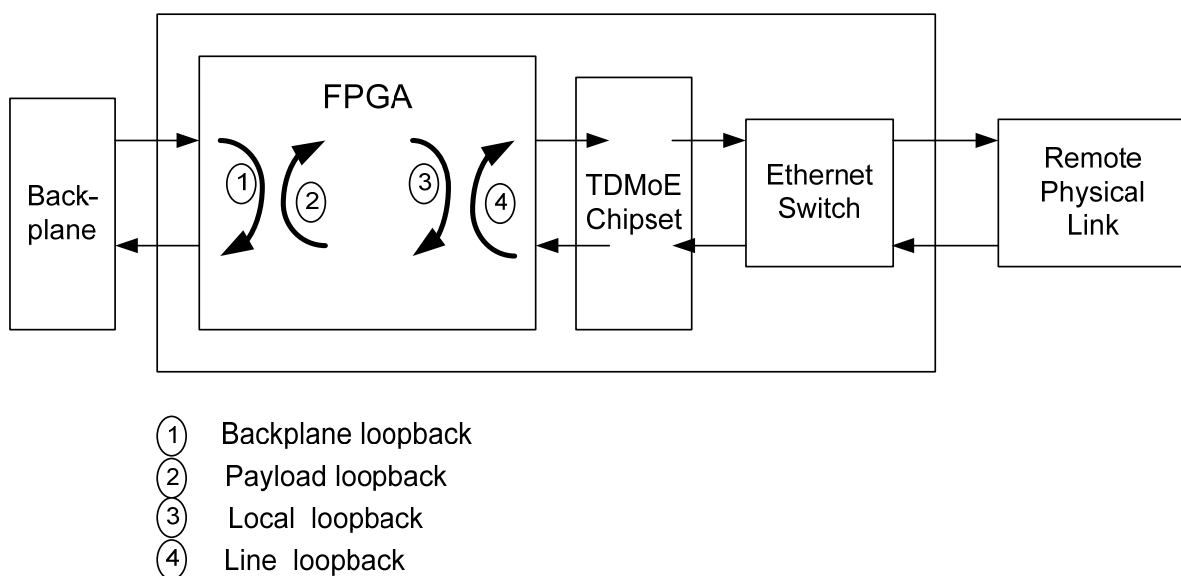 FPGA
Back-
plane
1
2
3
4
TDMoE
Chipset
Ethernet
Switch
Remote
Physical
Link
1 Backplane loopback
2 Payload loopback
3 Local loopback
4 Line loopback